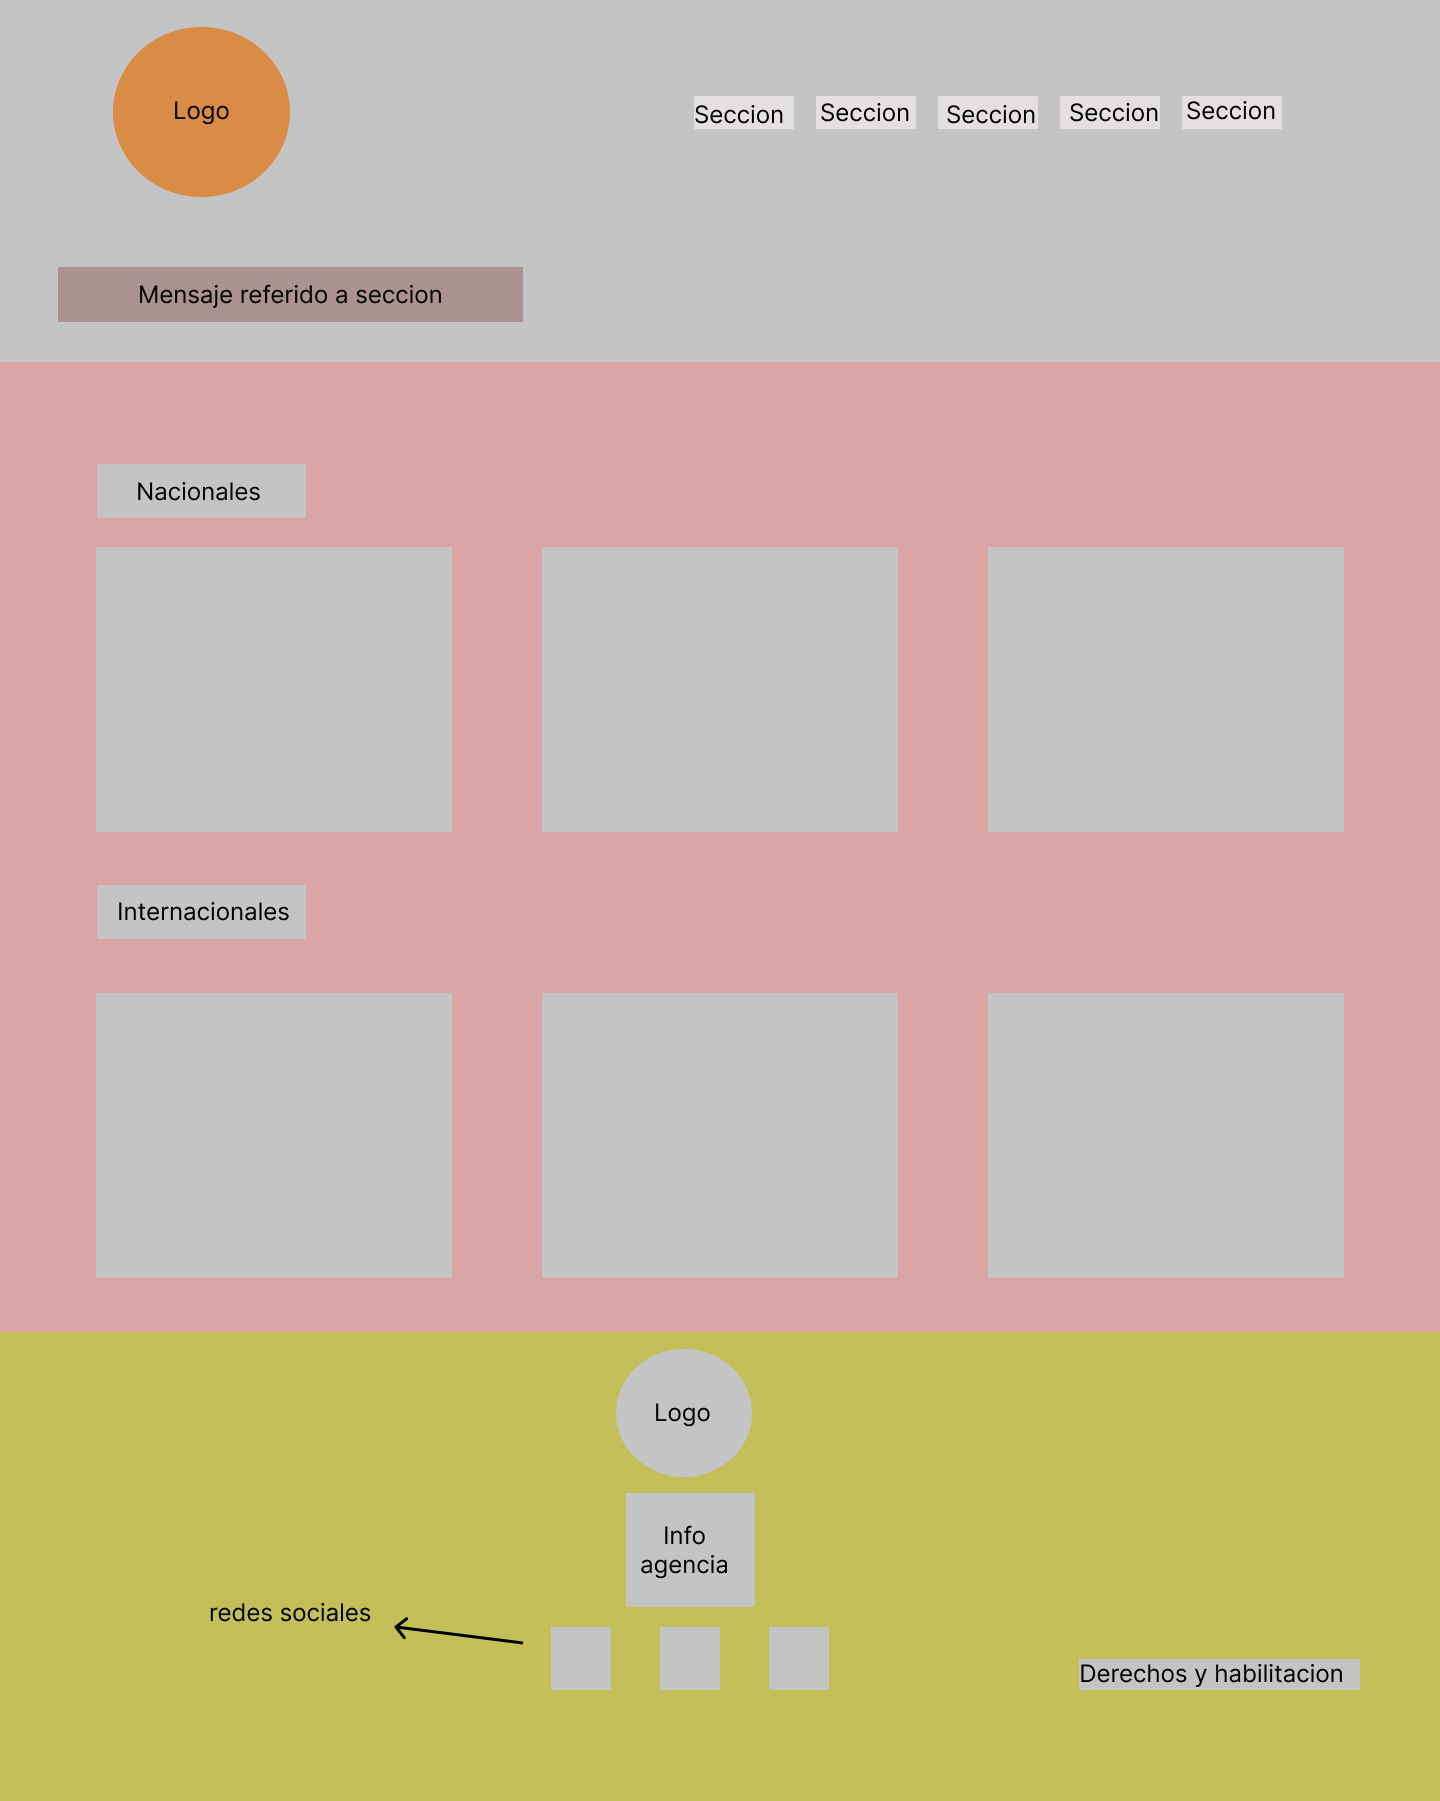 Logo
Seccion
Seccion
Seccion
Seccion
Seccion
Mensaje referido a seccion
Nacionales
Internacionales
Logo
Info
agencia
redes sociales
Derechos y habilitacion